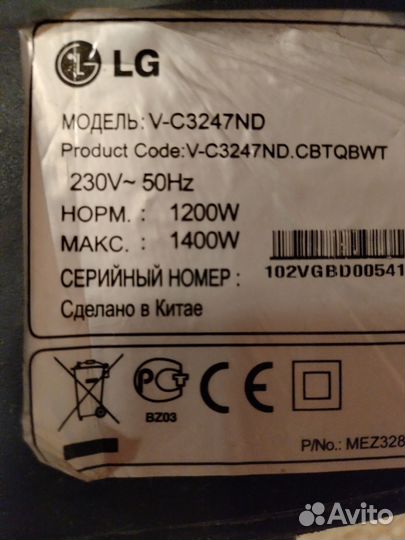 LG
МОДЕЛЬ: V-C3247ND
Product Code:V-C3247ND.CBTQBWT
230V~ 50Hz
НОРМ. : 1200W
МАКС. : 1400W
СЕРИЙНЫЙ НОМЕР :
102VGBD00541
Сделано в Китае
PCT
BZ03
CE
P/No.: MEZ328
Avito